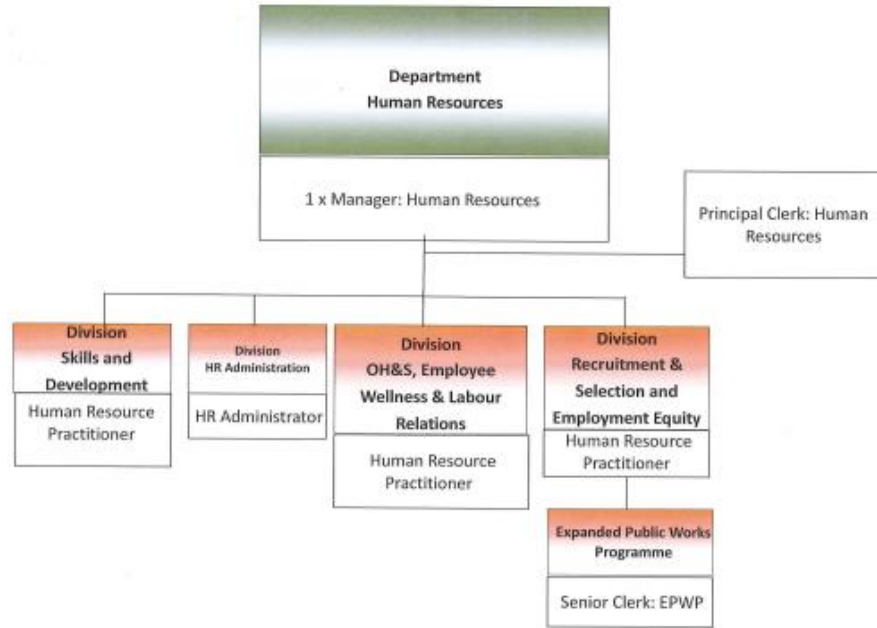 Department
Human Resources
1 x Manager: Human Resources
Principal Clerk: Human
Resources
Division
Skills and
Development
Human Resource
Practitioner
Division
HR Administration
HR Administrator
Division
OH&S, Employee
Wellness & Labour
Relations
Human Resource
Practitioner
Division
Recruitment &
Selection and
Employment Equity
Human Resource
Practitioner
Expanded Public Works
Programme
Senior Clerk: EPWP